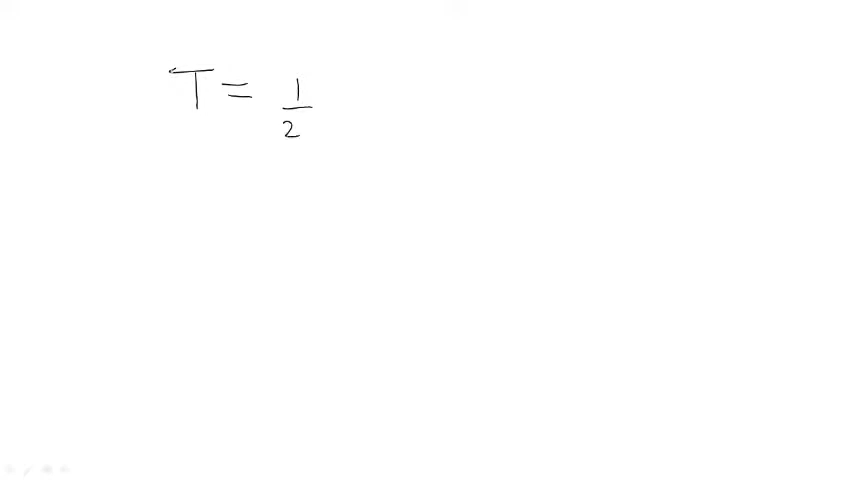 T = 1/2